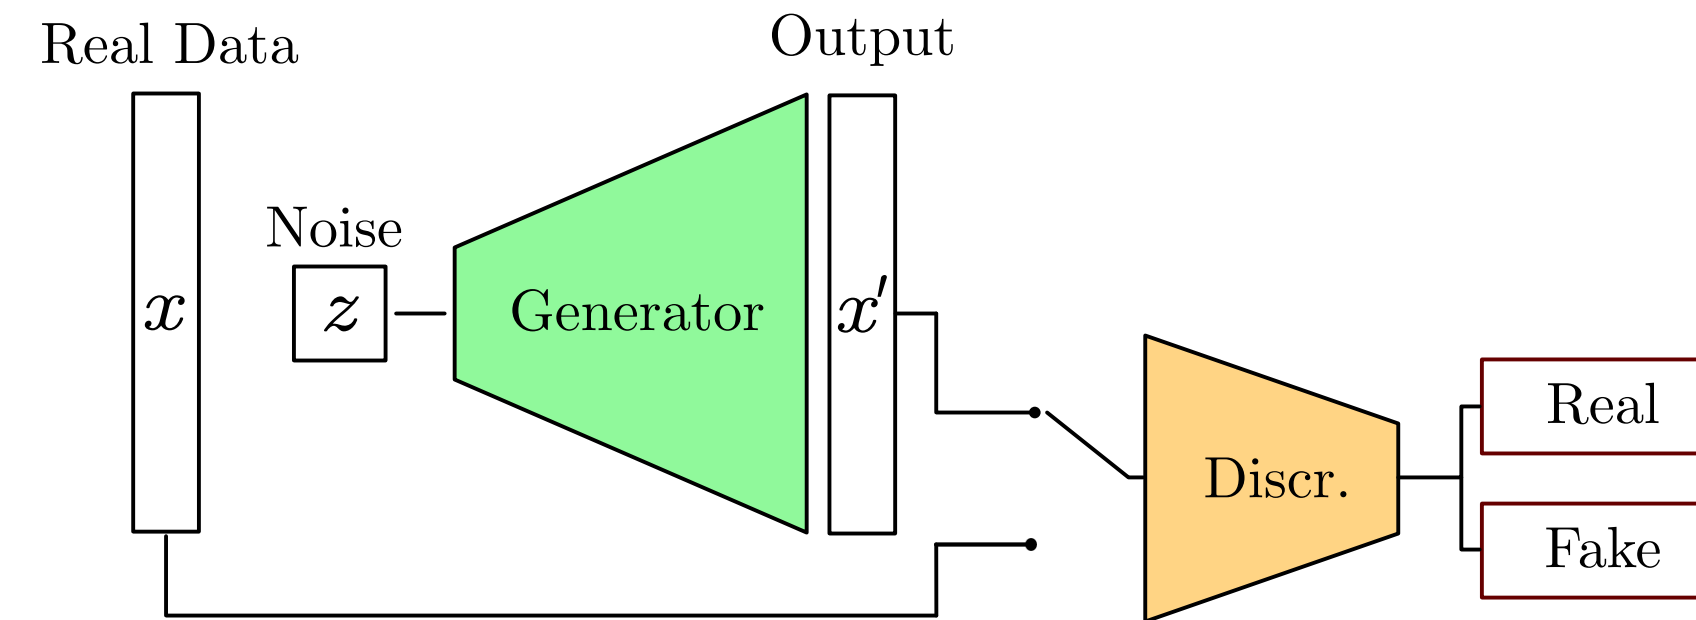 Real Data
Output
Noise
x
z
Generator
x′
Discr.
Real
Fake